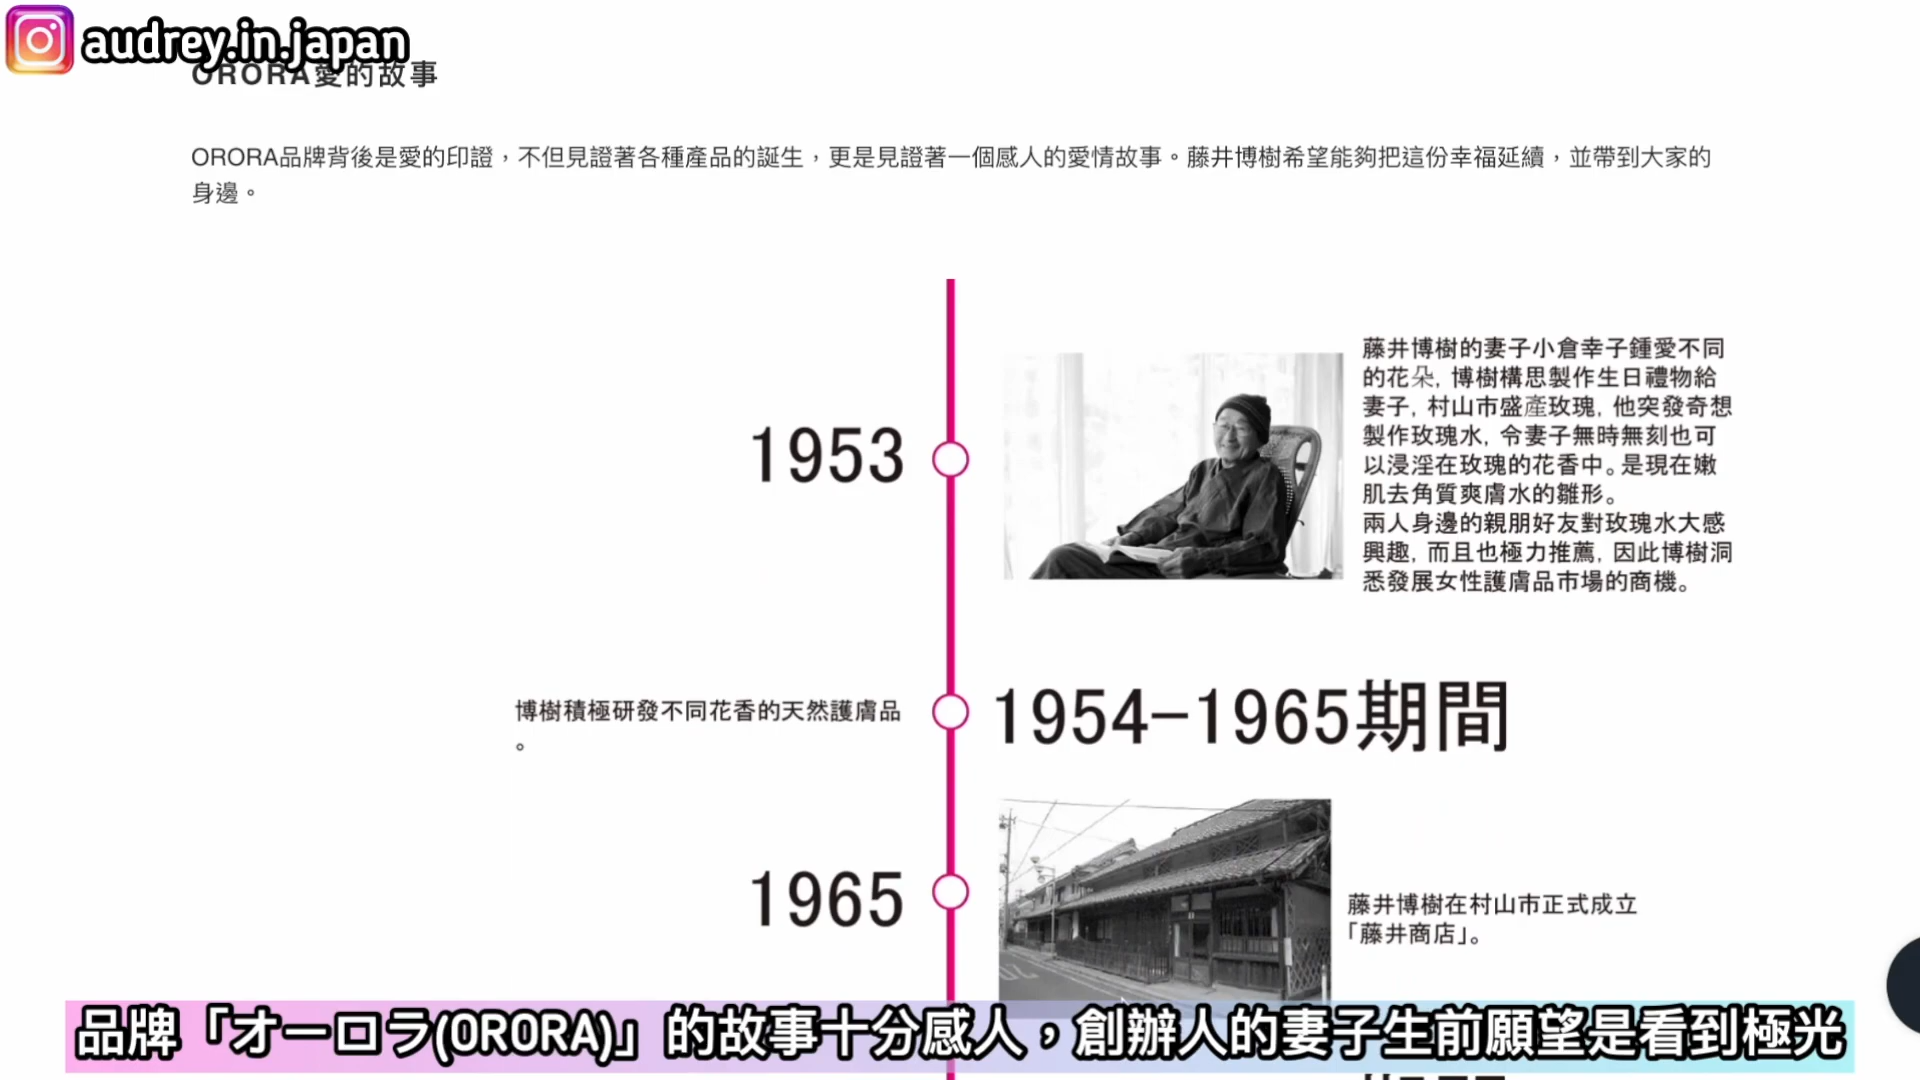 audrey.in.japan
ORORA愛的故事
ORORA品牌背後是愛的印證，不但見證著各種產品的誕生，更是見證著一個感人的愛情故事。藤井博樹希望能夠把這份幸福延續，並帶到大家的
身邊。
1953
藤井博樹的妻子小倉幸子鍾愛不同
的花朵, 博樹構思製作生日禮物給
妻子, 村山市盛產玫瑰, 他突發奇想
製作玫瑰水, 令妻子無時無刻也可
以浸淫在玫瑰的花香中。是現在嫩
肌去角質爽膚水的雛形。
兩人身邊的親朋好友對玫瑰水大感
興趣, 而且也極力推薦, 因此博樹洞
悉發展女性護膚品市場的商機。
博樹積極研發不同花香的天然護膚品
。
1954-1965期間
1965
藤井博樹在村山市正式成立
「藤井商店」。
品牌「オーロラ(ORORA)」的故事十分感人，創辦人的妻子生前願望是看到極光